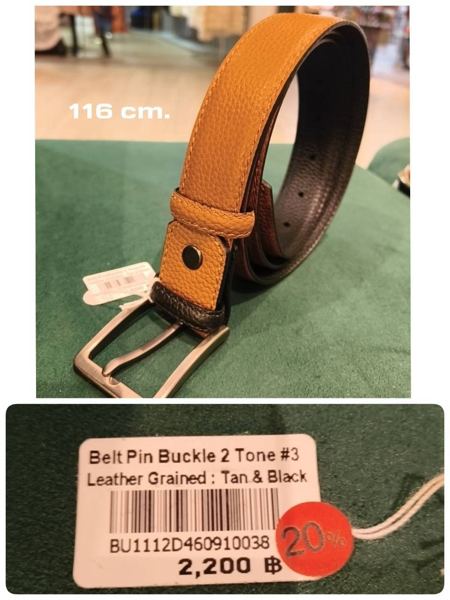 116 cm.
Belt Pin Buckle 2 Tone #3
Leather Grained : Tan & Black
BU1112D460910038
20%
2,200 ฿